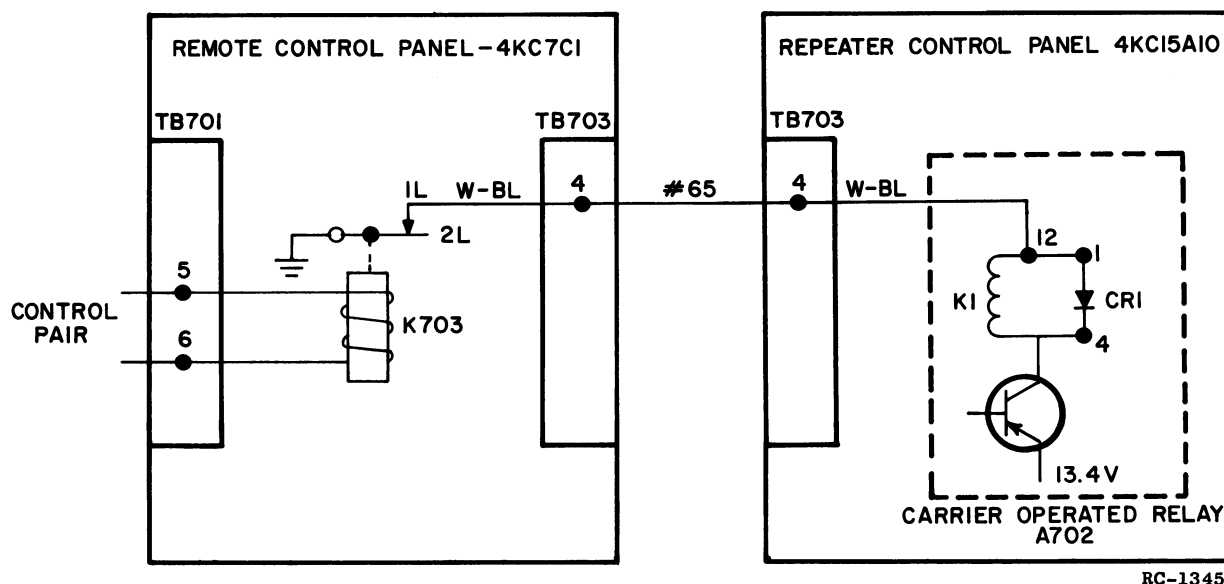 REMOTE CONTROL PANEL-4KC7C1
REPEATER CONTROL PANEL 4KC15A10
TB701
TB703
TB703
1L
W-BL
4
#65
4
W-BL
2L
12
1
5
K1
CR1
CONTROL
PAIR
K703
6
4
13.4V
CARRIER OPERATED RELAY
A702
RC-1345